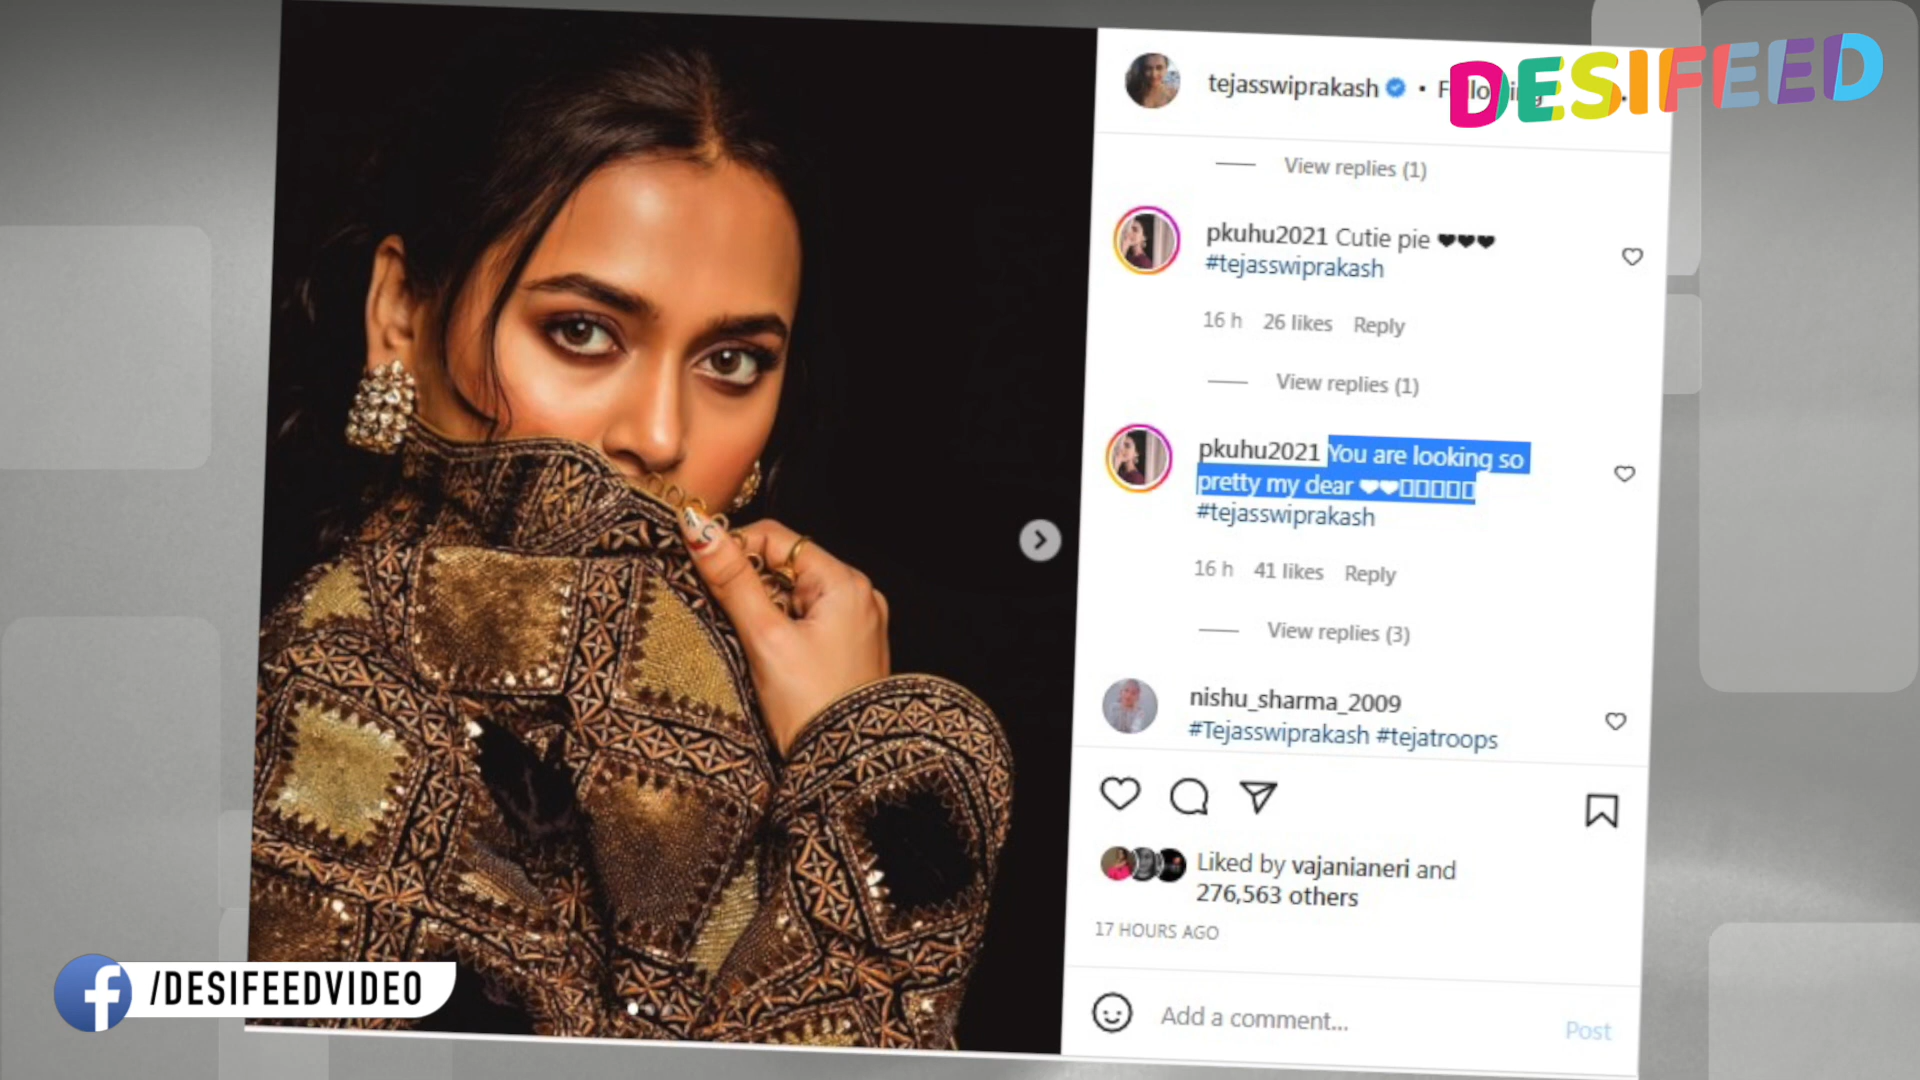 DESIFEED
tejasswiprakash • Following
View replies (1)
pkuhu2021 Cutie pie ❤❤❤
#tejasswiprakash
16 h 26 likes Reply
View replies (1)
pkuhu2021 You are looking so
pretty my dear ❤❤▯▯▯▯▯
#tejasswiprakash
16 h 41 likes Reply
View replies (3)
nishu_sharma_2009
#Tejasswiprakash #tejatroops
Liked by vajanianeri and
276,563 others
17 HOURS AGO
Add a comment...
Post
/DESIFEEDVIDEO